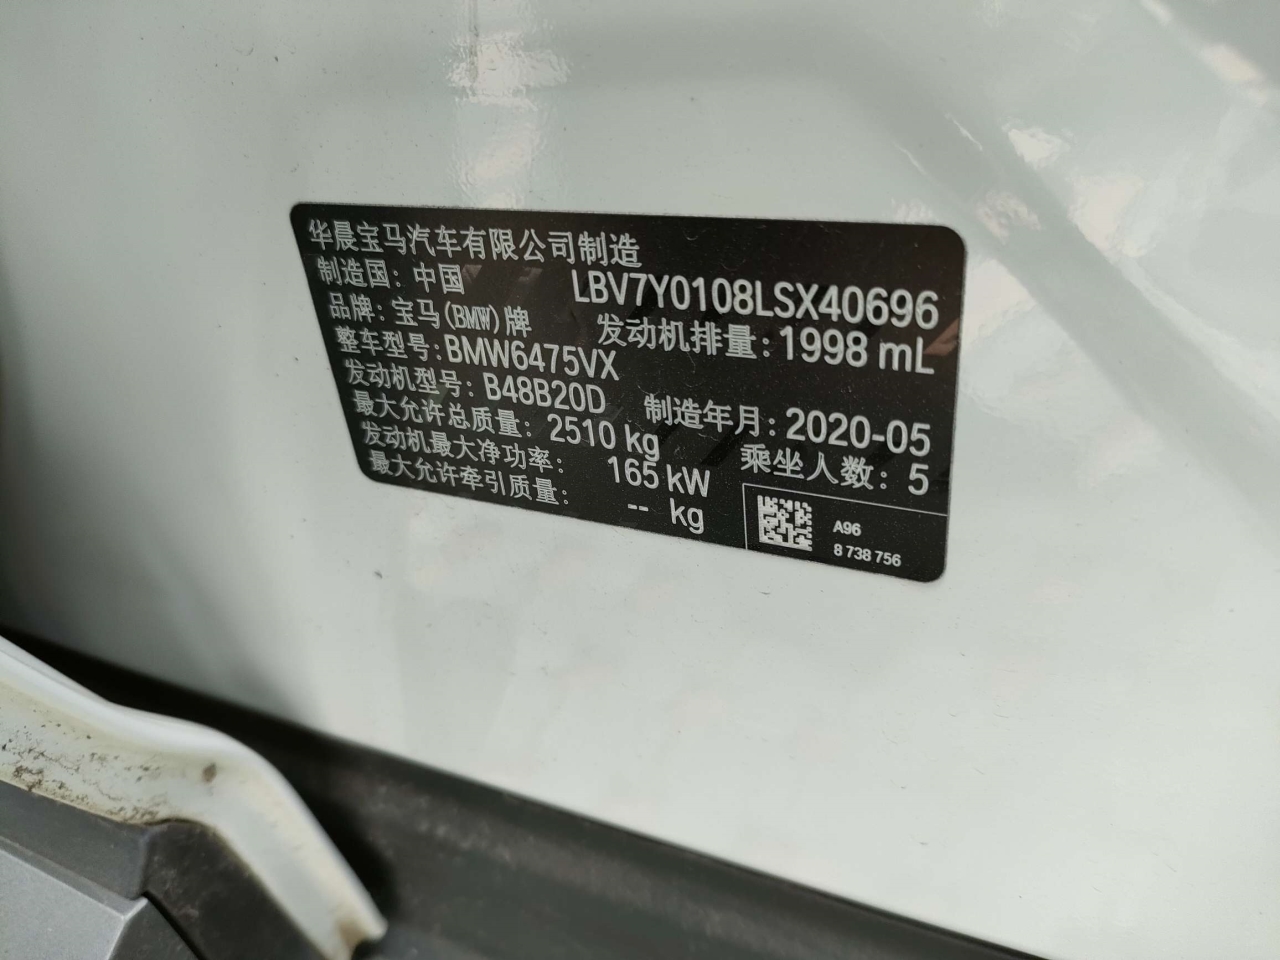 华晨宝马汽车有限公司制造
制造国：中国
LBV7Y0108LSX40696
品牌：宝马(BMW)牌
发动机排量：1998 mL
整车型号：BMW6475VX
发动机型号：B48B20D
制造年月：2020-05
最大允许总质量：2510 kg
乘坐人数：5
发动机最大净功率：165 kW
最大允许牵引质量：-- kg
A96
8 738 756